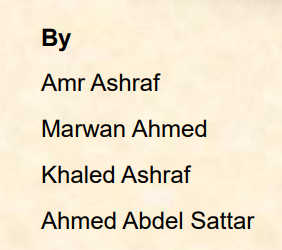 By
Amr Ashraf
Marwan Ahmed
Khaled Ashraf
Ahmed Abdel Sattar